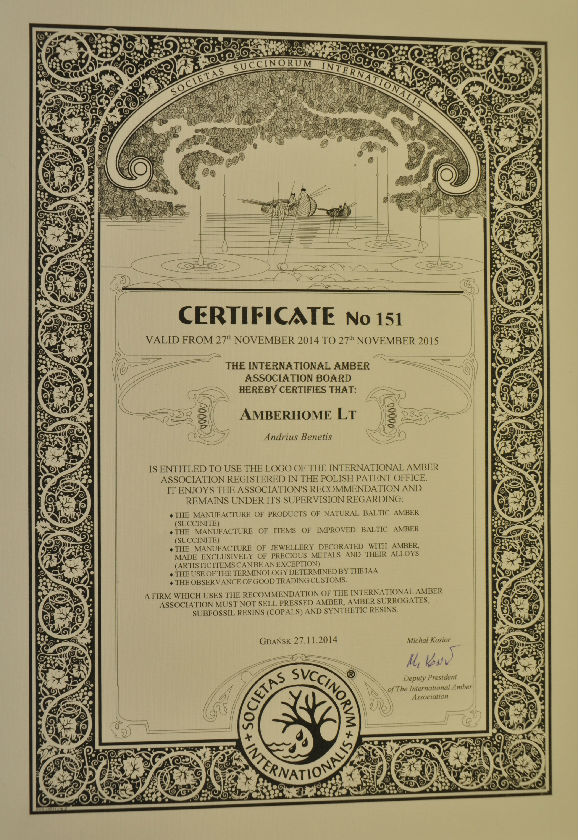 SOCIETAS SUCCINORUM INTERNATIONALIS
CERTIFICATE No 151
VALID FROM 27th NOVEMBER 2014 TO 27th NOVEMBER 2015
THE INTERNATIONAL AMBER
ASSOCIATION BOARD
HEREBY CERTIFIES THAT:
AMBERHOME LT
Andrius Benetis
IS ENTITLED TO USE THE LOGO OF THE INTERNATIONAL AMBER
ASSOCIATION REGISTERED IN THE POLISH PATENT OFFICE.
IT ENJOYS THE ASSOCIATION'S RECOMMENDATION AND
REMAINS UNDER ITS SUPERVISION REGARDING:
♦ THE MANUFACTURE OF PRODUCTS OF NATURAL BALTIC AMBER
(SUCCINITE)
♦ THE MANUFACTURE OF ITEMS OF IMPROVED BALTIC AMBER
(SUCCINITE)
♦ THE MANUFACTURE OF JEWELLERY DECORATED WITH AMBER,
MADE EXCLUSIVELY OF PRECIOUS METALS AND THEIR ALLOYS
(ARTISTIC ITEMS CAN BE AN EXCEPTION)
♦ THE USE OF THE TERMINOLOGY DETERMINED BY THE IAA
♦ THE OBSERVANCE OF GOOD TRADING CUSTOMS.
A FIRM WHICH USES THE RECOMMENDATION OF THE INTERNATIONAL AMBER
ASSOCIATION MUST NOT SELL PRESSED AMBER, AMBER SURROGATES,
SUBFOSSIL RESINS (COPALS) AND SYNTHETIC RESINS.
GDAŃSK 27.11.2014
Michał Kosior
Deputy President
of The International Amber
Association
SOCIETAS SVCCINORVM
INTERNATIONALIS
®